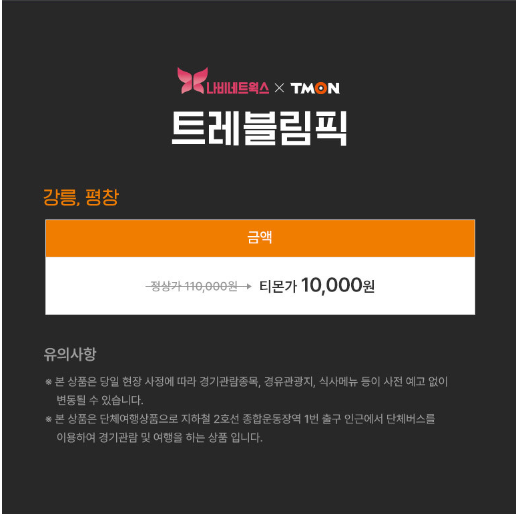 나비네트웍스 × TMON
트레블림픽
강릉, 평창
금액
정상가 110,000원 → 티몬가 10,000원
유의사항
※ 본 상품은 당일 현장 사정에 따라 경기관람종목, 경유관광지, 식사메뉴 등이 사전 예고 없이
변동될 수 있습니다.
※ 본 상품은 단체여행상품으로 지하철 2호선 종합운동장역 1번 출구 인근에서 단체버스를
이용하여 경기관람 및 여행을 하는 상품 입니다.